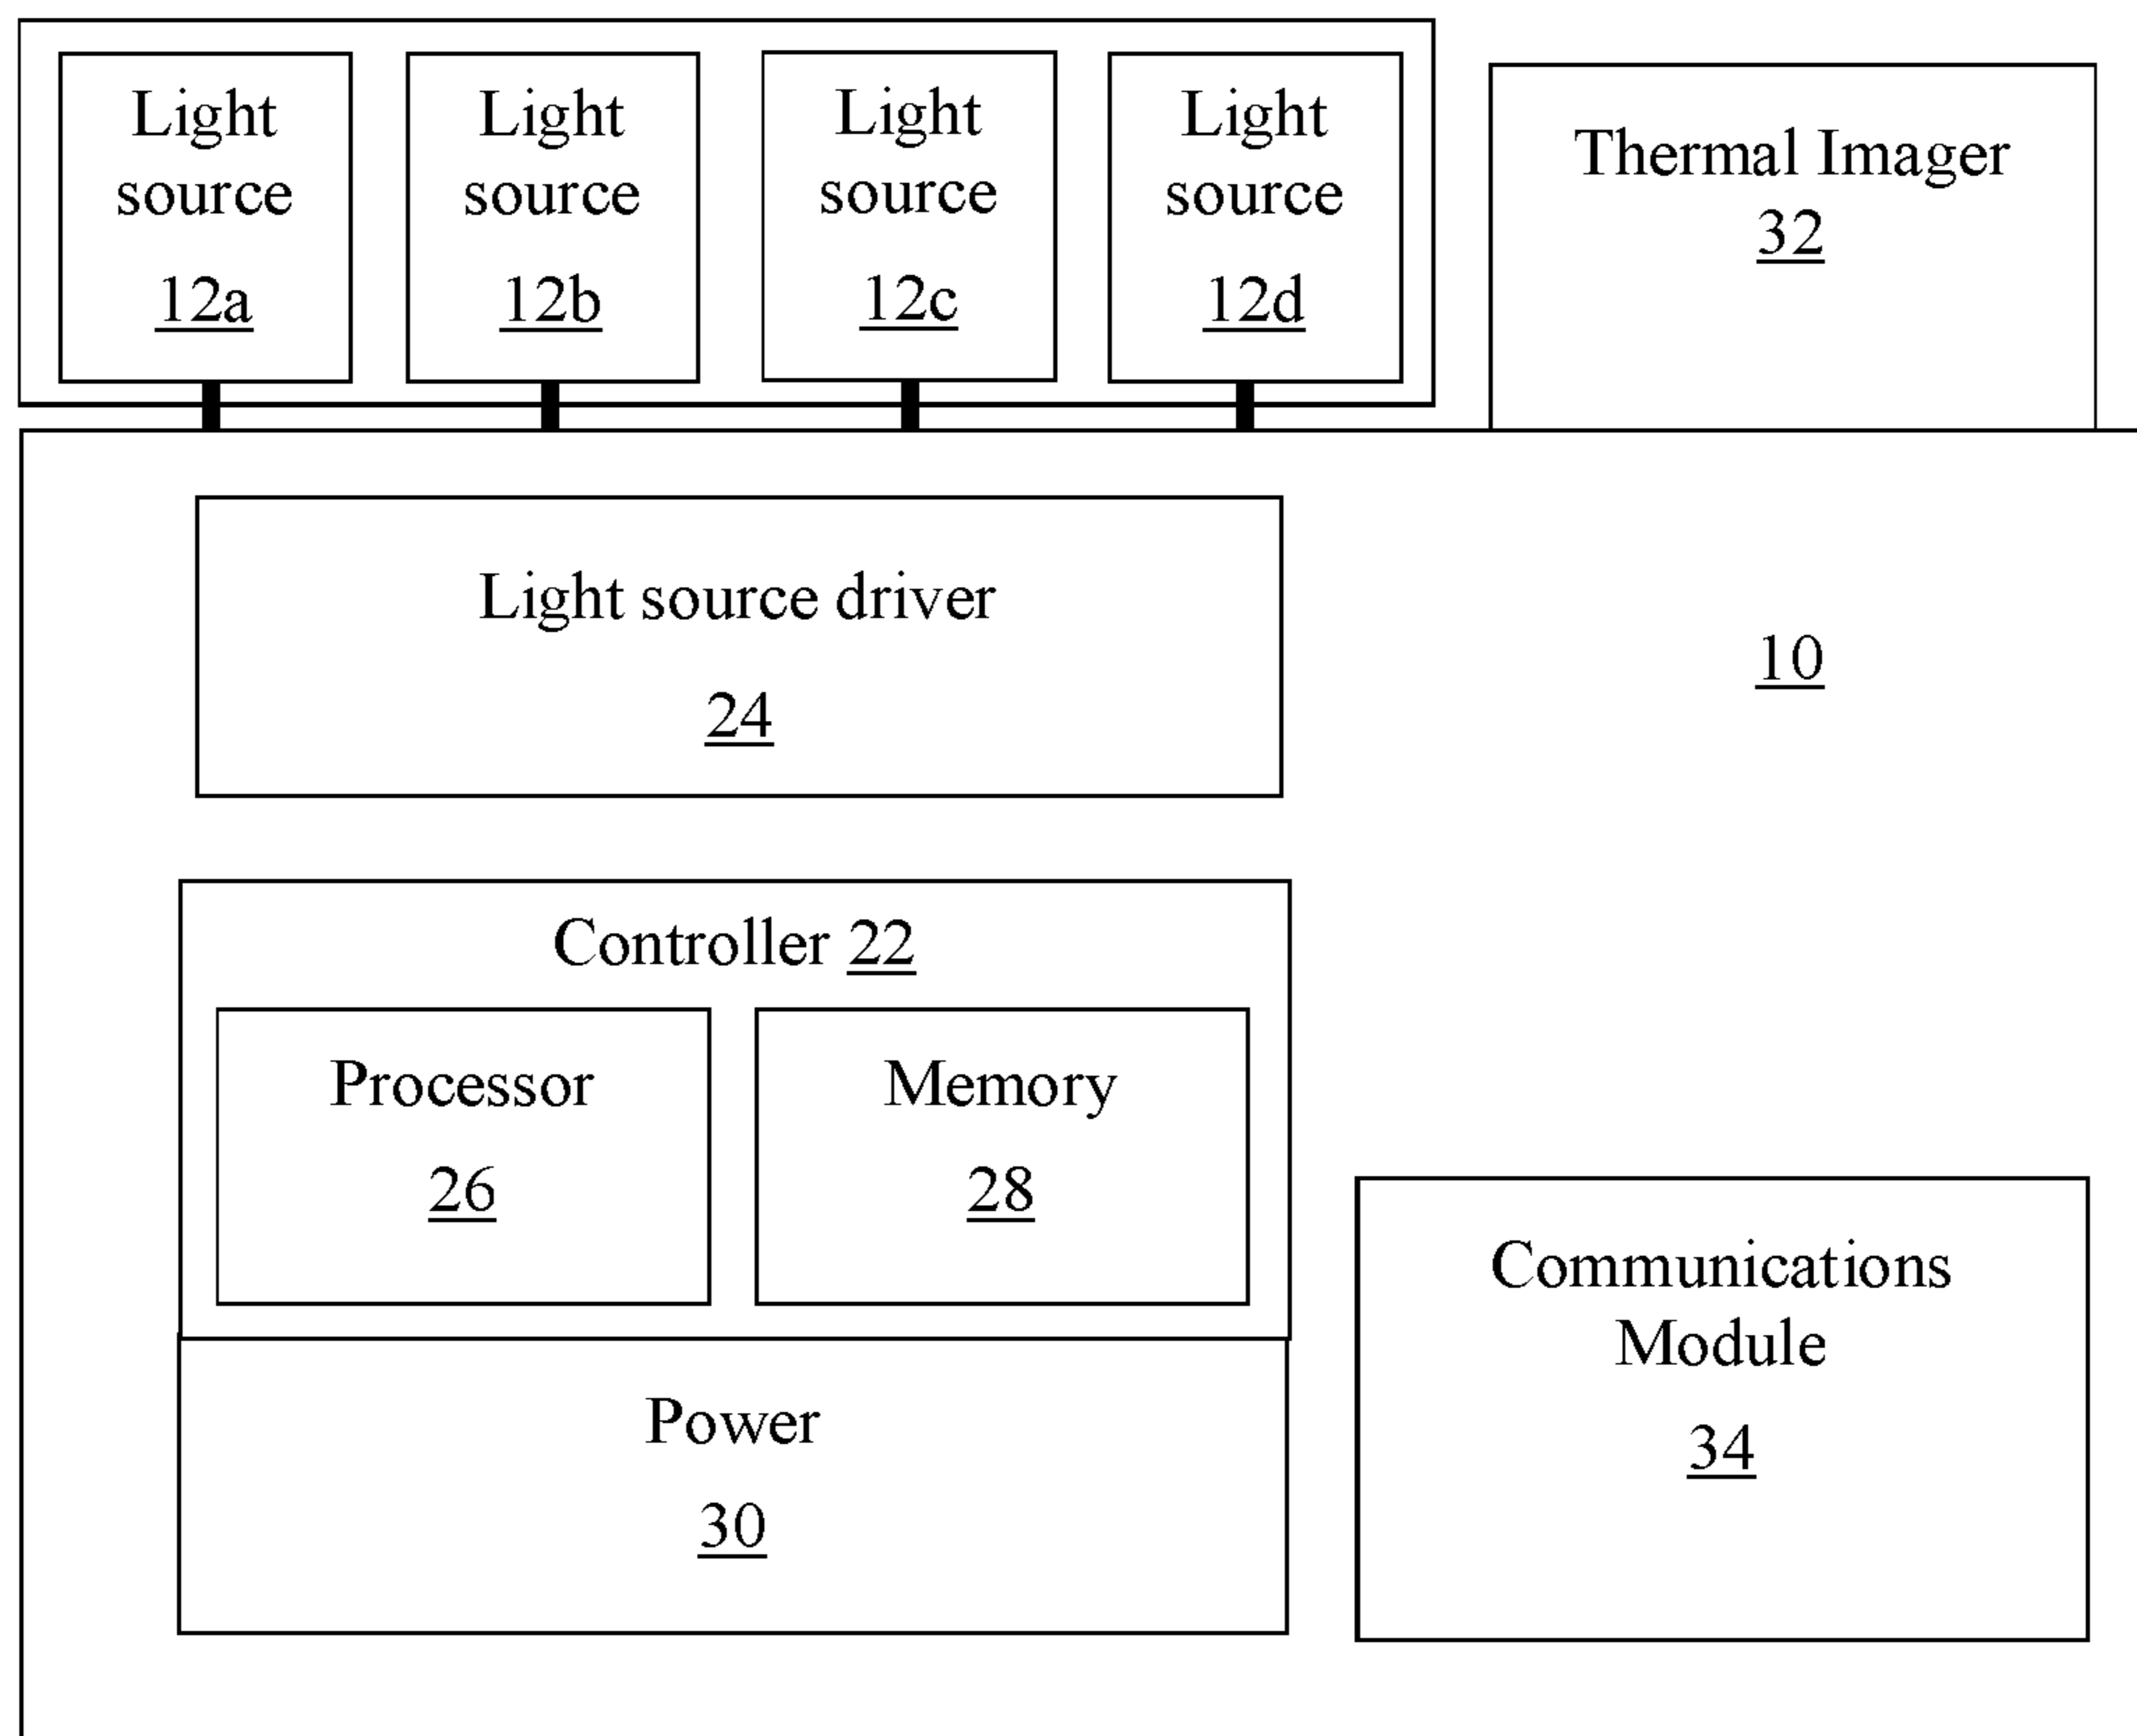 Light
source
12a
Light
source
12b
Light
source
12c
Light
source
12d
Thermal Imager
32
Light source driver
24
10
Controller 22
Processor
26
Memory
28
Communications
Module
34
Power
30